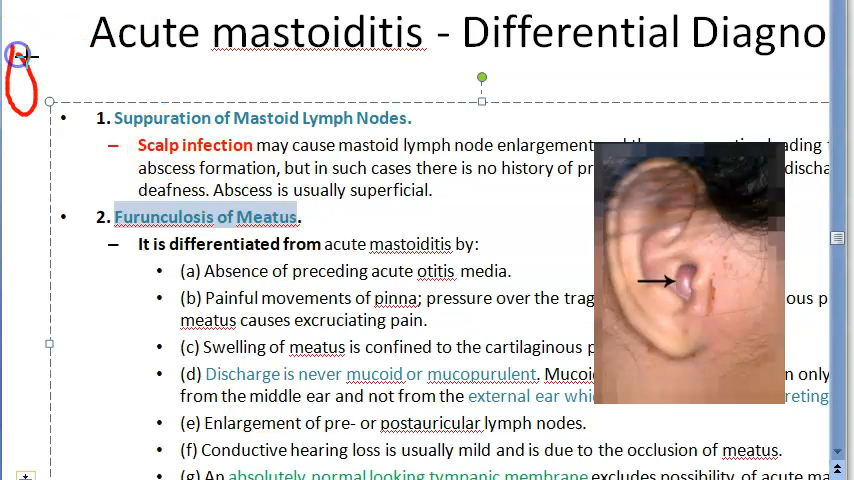 Acute mastoiditis - Differential Diagno
• 1. Suppuration of Mastoid Lymph Nodes.
– Scalp infection may cause mastoid lymph node enlargement
abscess formation, but in such cases there is no history of pr discha
deafness. Abscess is usually superficial.
• 2. Furunculosis of Meatus.
– It is differentiated from acute mastoiditis by:
• (a) Absence of preceding acute otitis media.
• (b) Painful movements of pinna; pressure over the trag ous p
meatus causes excruciating pain.
• (c) Swelling of meatus is confined to the cartilaginous p
• (d) Discharge is never mucoid or mucopurulent. Mucoi n only
from the middle ear and not from the external ear whic reting
• (e) Enlargement of pre- or postauricular lymph nodes.
• (f) Conductive hearing loss is usually mild and is due to the occlusion of meatus.
• (g) An absolutely normal looking tympanic membrane excludes possibility of acute ma